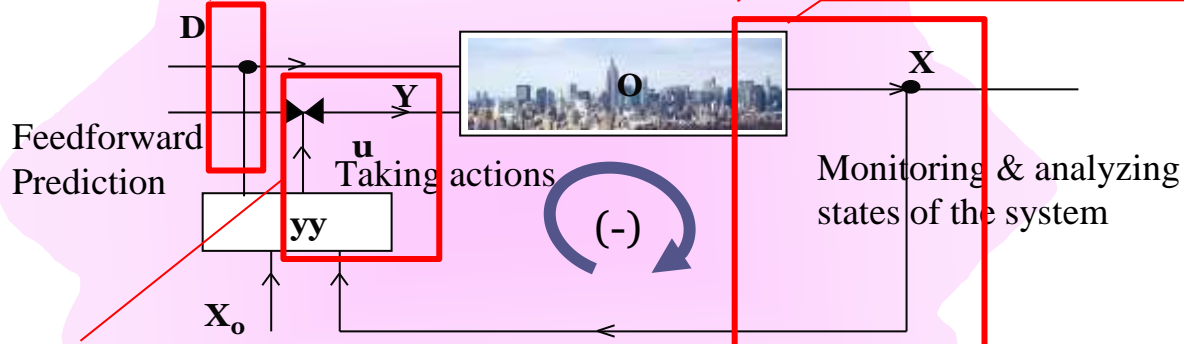 D
X
O
Y
Feedforward
Prediction
u
Taking actions
Monitoring & analyzing
states of the system
yy
(-)
Xo